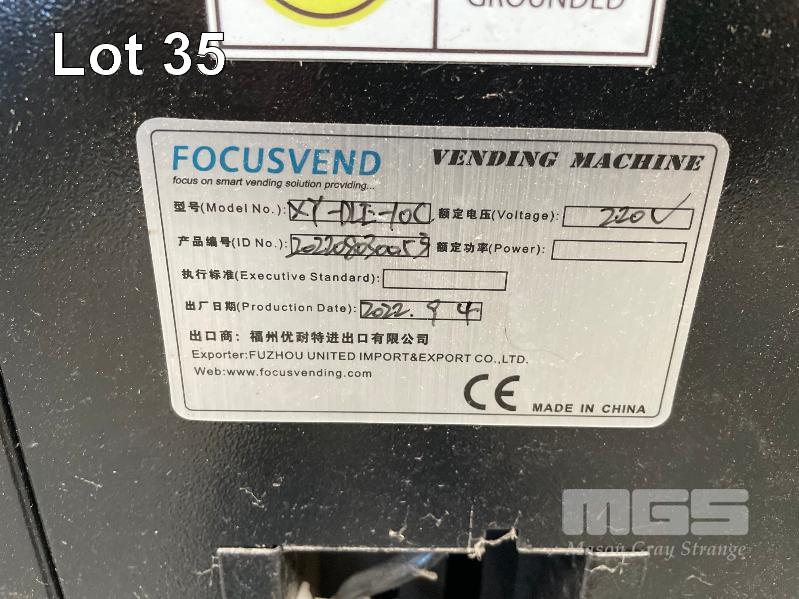 GROUNDED
Lot 35
FOCUSVEND VENDING MACHINE
focus on smart vending solution providing...
型号(Model No.): XY-DLE-10C 额定电压(Voltage): 220V
产品编号(ID No.): 额定功率(Power):
执行标准(Executive Standard):
出厂日期(Production Date): 2022. 9 4
出口商：福州优耐特进出口有限公司
Exporter:FUZHOU UNITED IMPORT&EXPORT CO.,LTD.
Web:www.focusvending.com
CE MADE IN CHINA
MGS
Mason Gray Strange